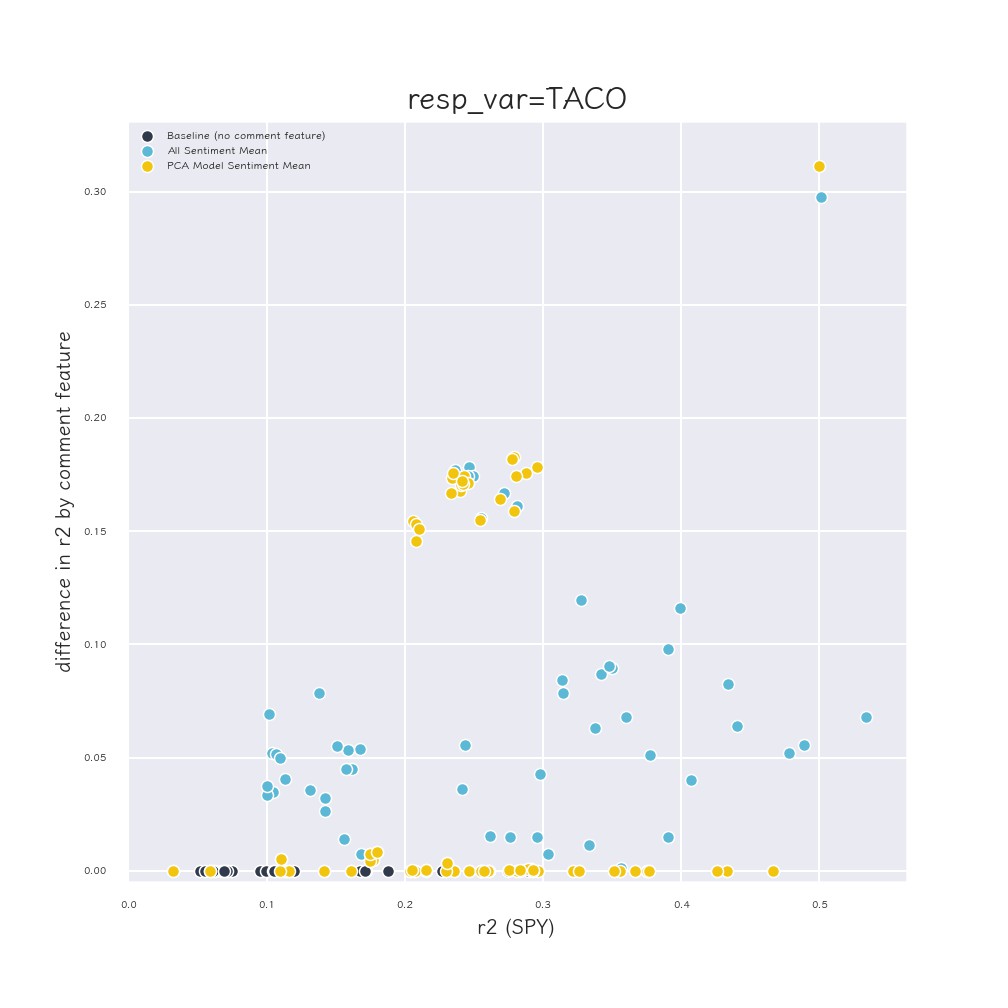 resp_var=TACO
Baseline (no comment feature)
All Sentiment Mean
PCA Model Sentiment Mean
difference in r2 by comment feature
0.30
0.25
0.20
0.15
0.10
0.05
0.00
0.0 0.1 0.2 0.3 0.4 0.5
r2 (SPY)